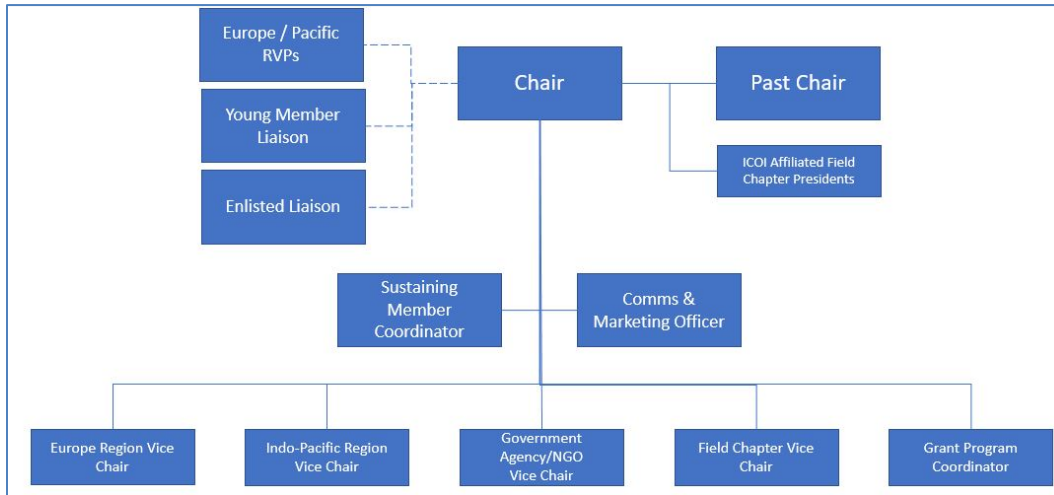 Europe / Pacific
RVPs
Chair
Past Chair
Young Member
Liaison
ICOI Affiliated Field
Chapter Presidents
Enlisted Liaison
Sustaining
Member
Coordinator
Comms &
Marketing Officer
Europe Region Vice
Chair
Indo-Pacific Region
Vice Chair
Government
Agency/NGO
Vice Chair
Field Chapter Vice
Chair
Grant Program
Coordinator